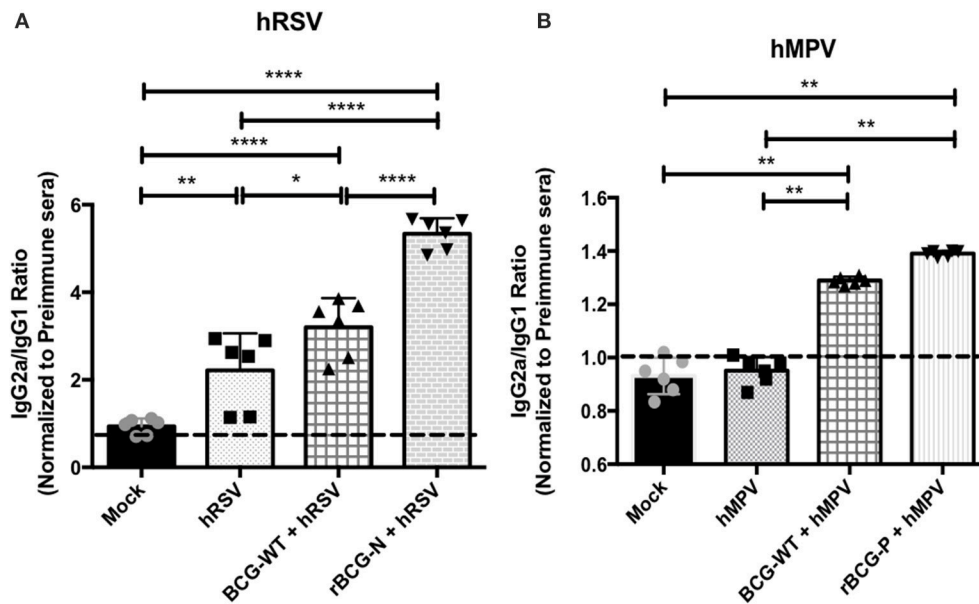 A
hRSV
****
****
****
**
*
****
IgG2a/IgG1 Ratio
(Normalized to Preimmune sera)
6
4
2
0
Mock
hRSV
BCG-WT + hRSV
rBCG-N + hRSV
B
hMPV
**
**
**
**
IgG2a/IgG1 Ratio
(Normalized to Preimmune sera)
1.6
1.4
1.2
1.0
0.8
0.6
Mock
hMPV
BCG-WT + hMPV
rBCG-P + hMPV